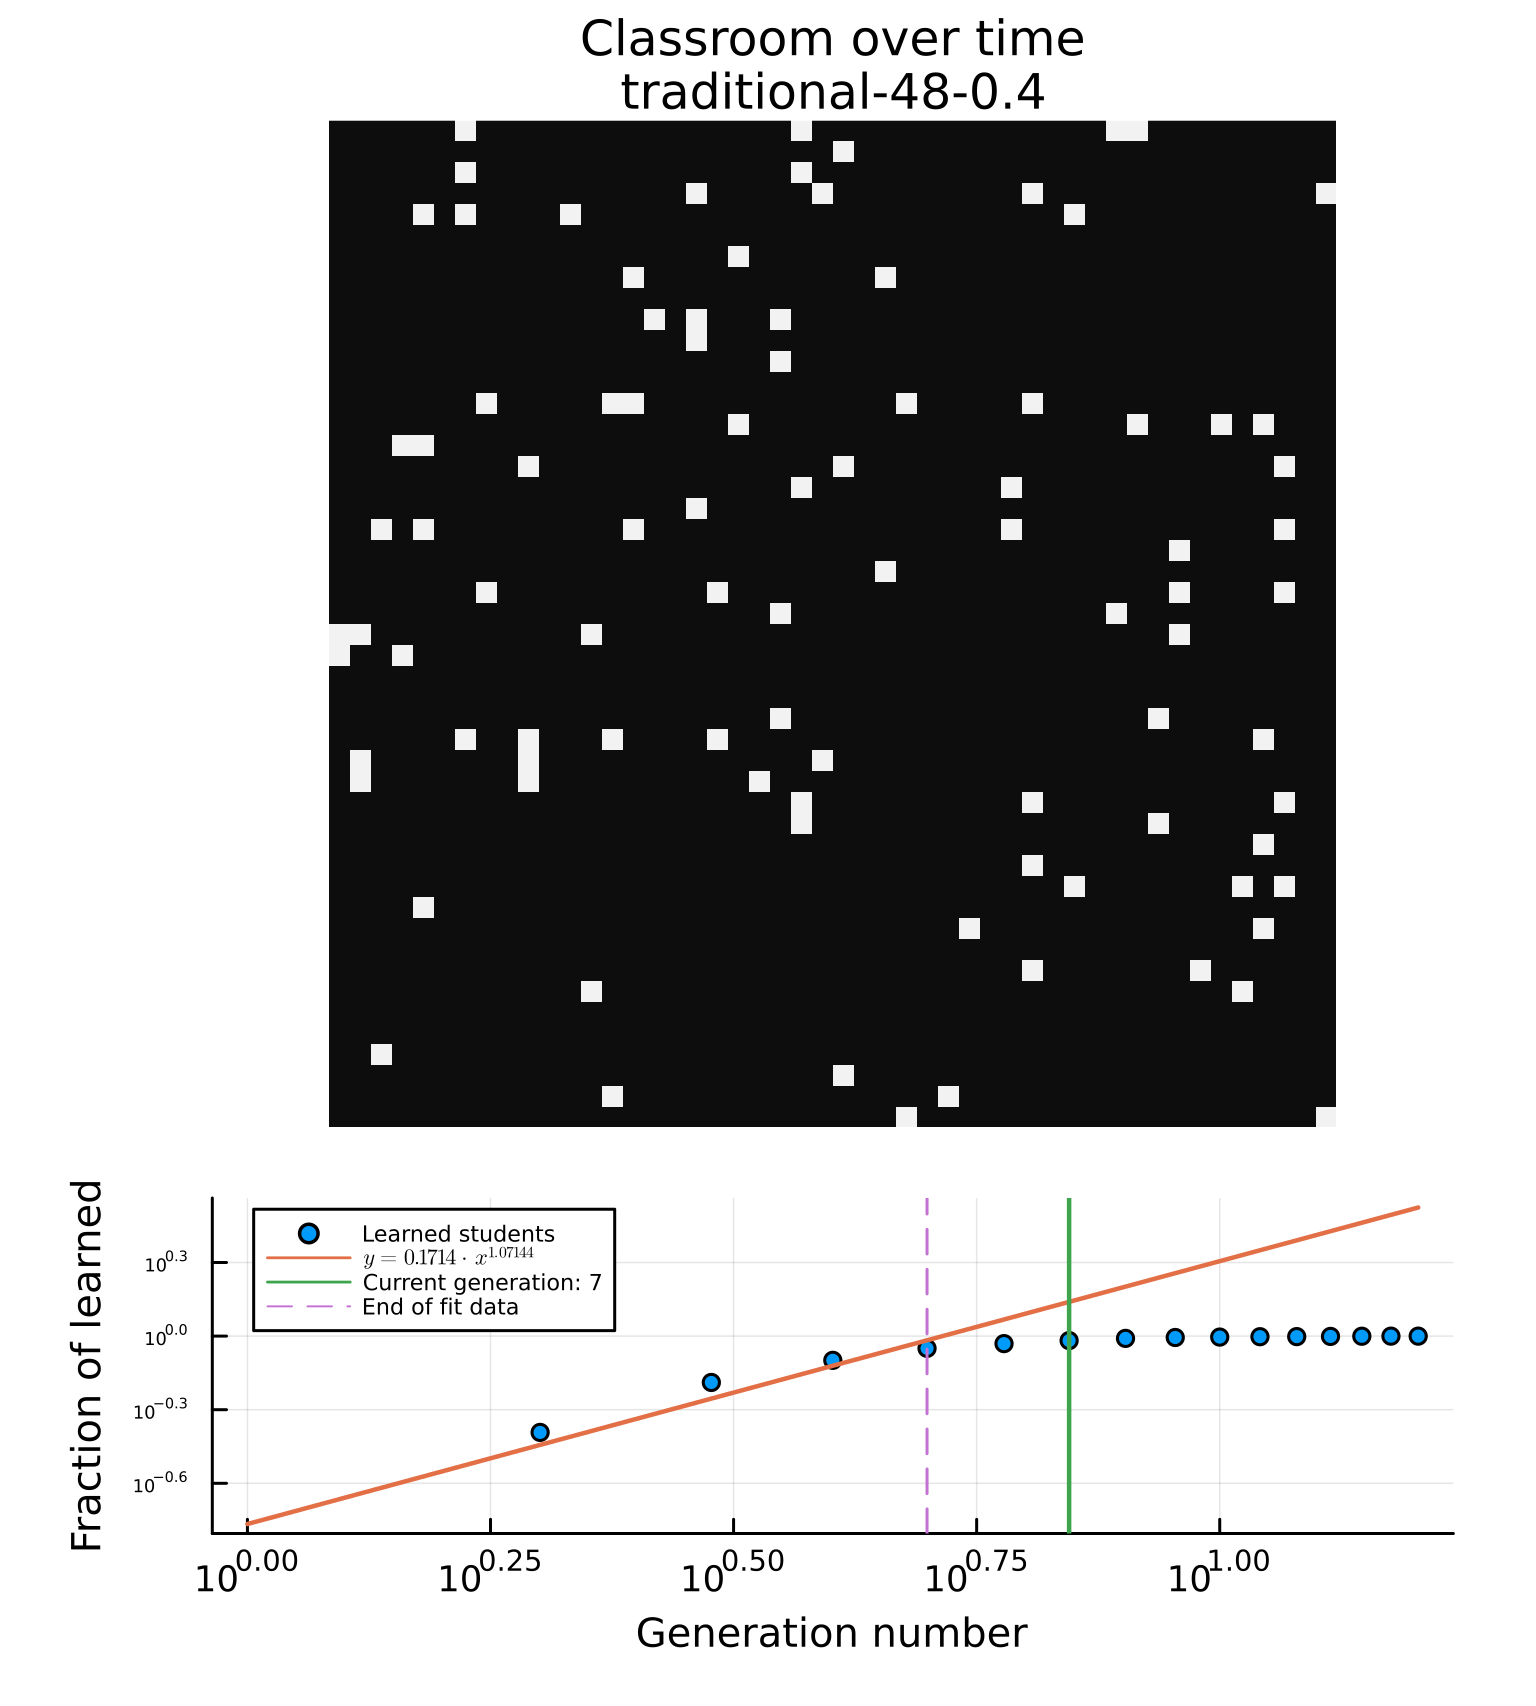 Classroom over time
traditional-48-0.4
Fraction of learned
10^0.3
10^0.0
10^−0.3
10^−0.6
Learned students
y = 0.1714 · x^1.07144
Current generation: 7
End of fit data
10^0.00 10^0.25 10^0.50 10^0.75 10^1.00
Generation number